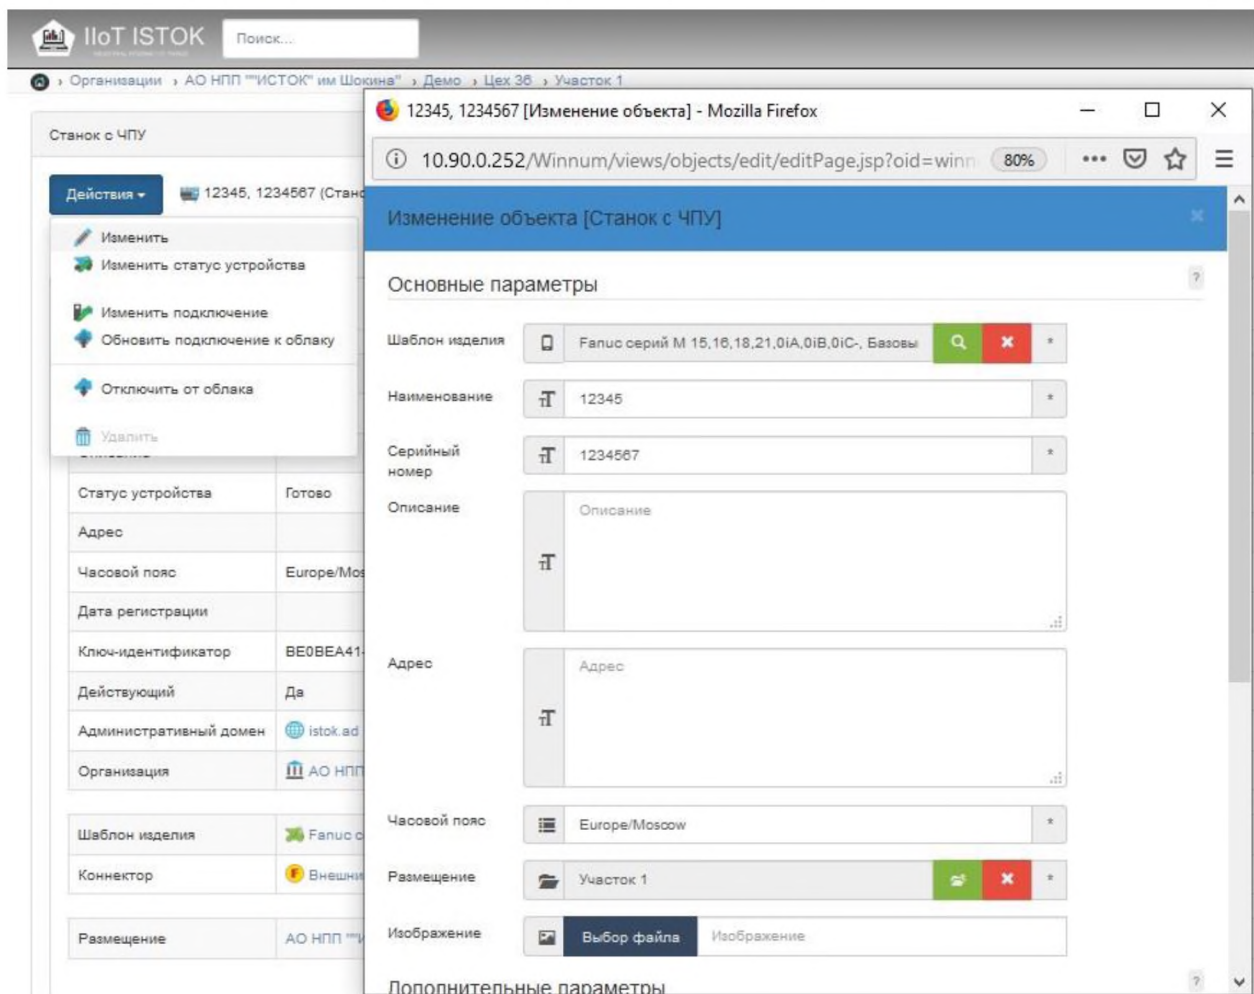 IIoT ISTOK
Поиск...
› Организации › АО НПП ""ИСТОК" им Шокина" › Демо › Цех 36 › Участок 1
Станок с ЧПУ
Действия
12345, 1234567 (Стано
Изменить
Изменить статус устройства
Изменить подключение
Обновить подключение к облаку
Отключить от облака
Удалить
Описание
Статус устройства Готово
Адрес
Часовой пояс Europe/Mos
Дата регистрации
Ключ-идентификатор BE0BEA41-
Действующий Да
Административный домен istok.ad
Организация АО НПП
Шаблон изделия Fanuc с
Коннектор Внешни
Размещение АО НПП ""И
12345, 1234567 [Изменение объекта] - Mozilla Firefox
10.90.0.252/Winnum/views/objects/edit/editPage.jsp?oid=winn 80%
Изменение объекта [Станок с ЧПУ]
Основные параметры ?
Шаблон изделия Fanuc серий M 15,16,18,21,0iA,0iB,0iC-, Базовы *
Наименование 12345 *
Серийный
номер 1234567 *
Описание Описание
Адрес Адрес
Часовой пояс Europe/Moscow *
Размещение Участок 1 *
Изображение Выбор файла Изображение
Дополнительные параметры ?